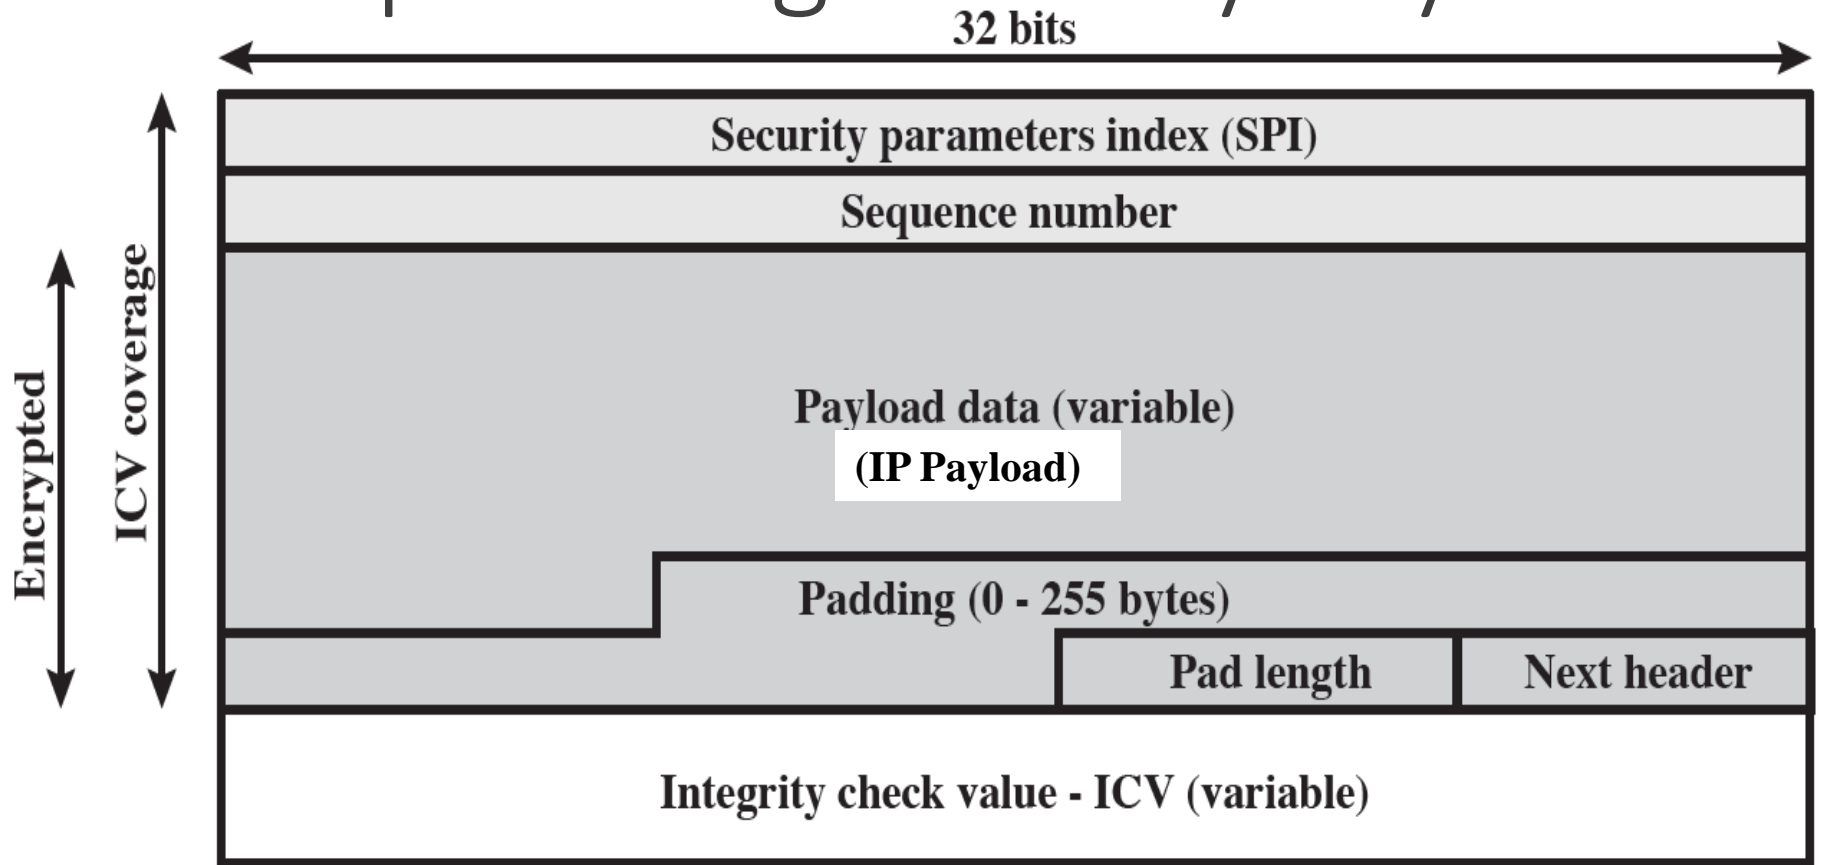 32 bits
Security parameters index (SPI)
Sequence number
Encrypted
ICV coverage
Payload data (variable)
(IP Payload)
Padding (0 - 255 bytes)
Pad length
Next header
Integrity check value - ICV (variable)